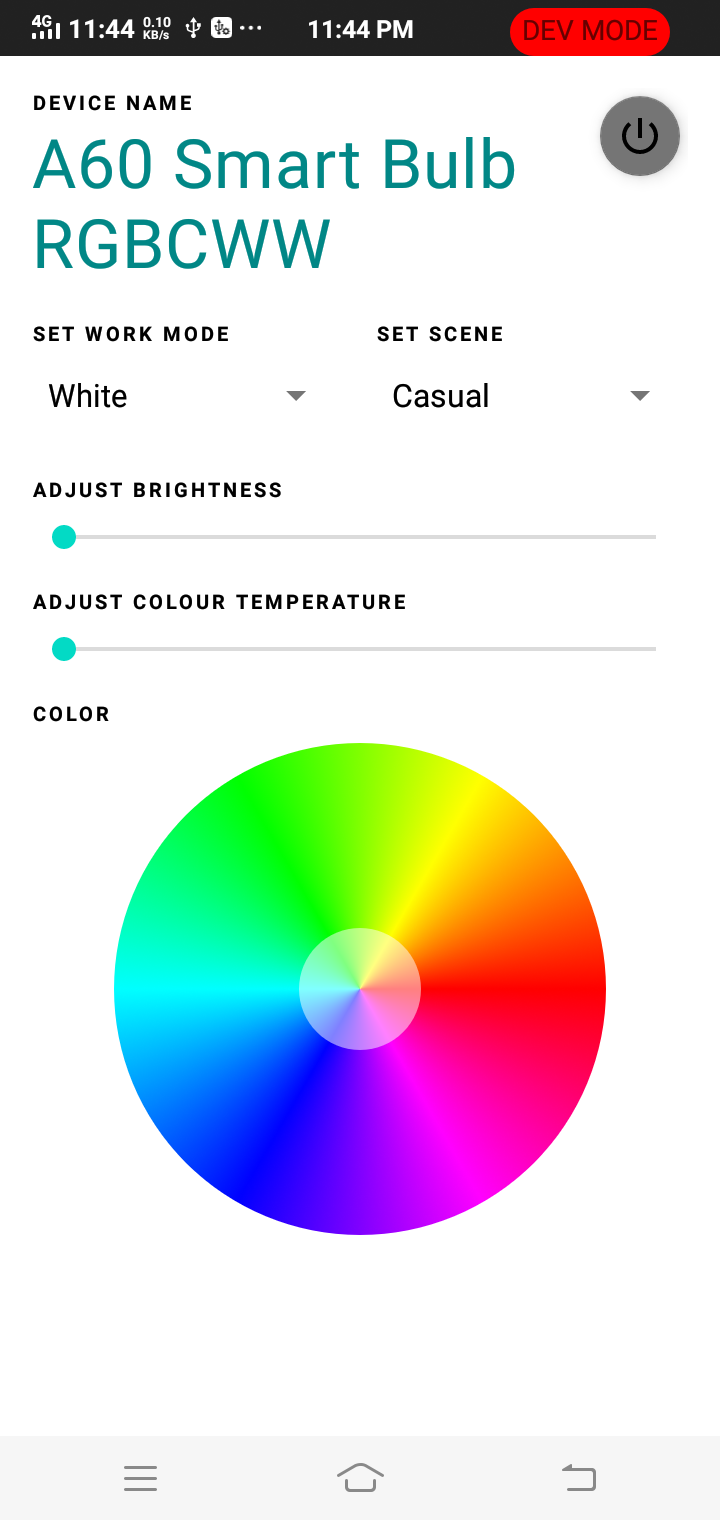 4G 11:44 0.10 KB/s ... 11:44 PM DEV MODE
DEVICE NAME
A60 Smart Bulb
RGBCWW
SET WORK MODE SET SCENE
White Casual
ADJUST BRIGHTNESS
ADJUST COLOUR TEMPERATURE
COLOR